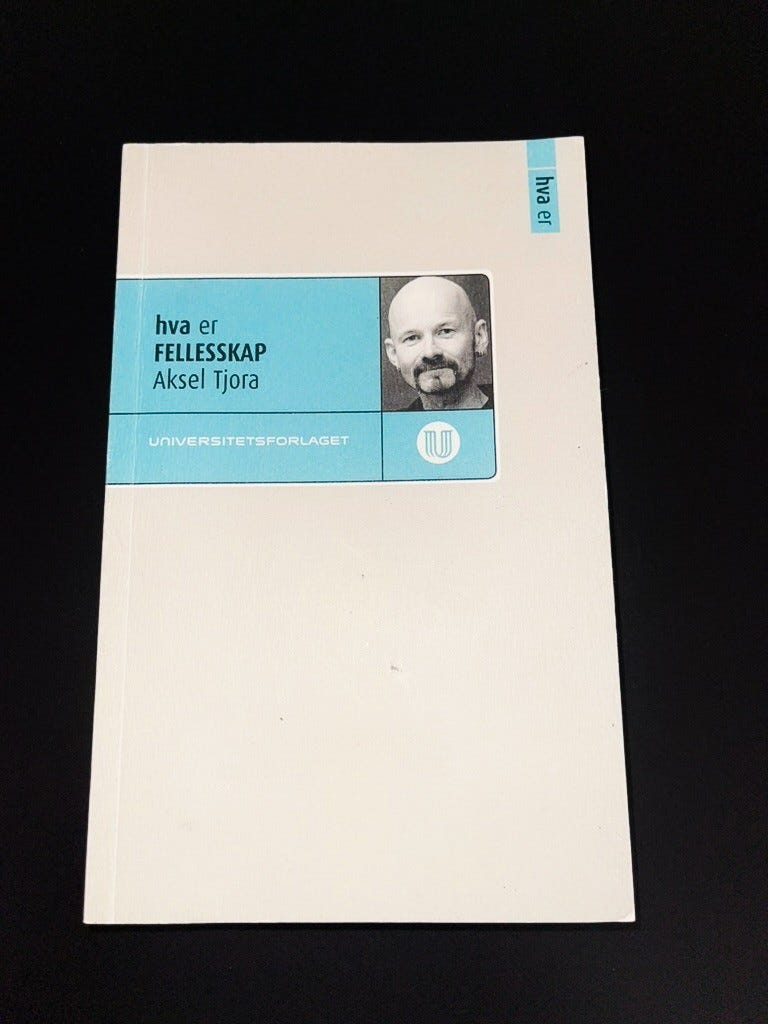 hva er
hva er
FELLESSKAP
Aksel Tjora
UNIVERSITETSFORLAGET
U